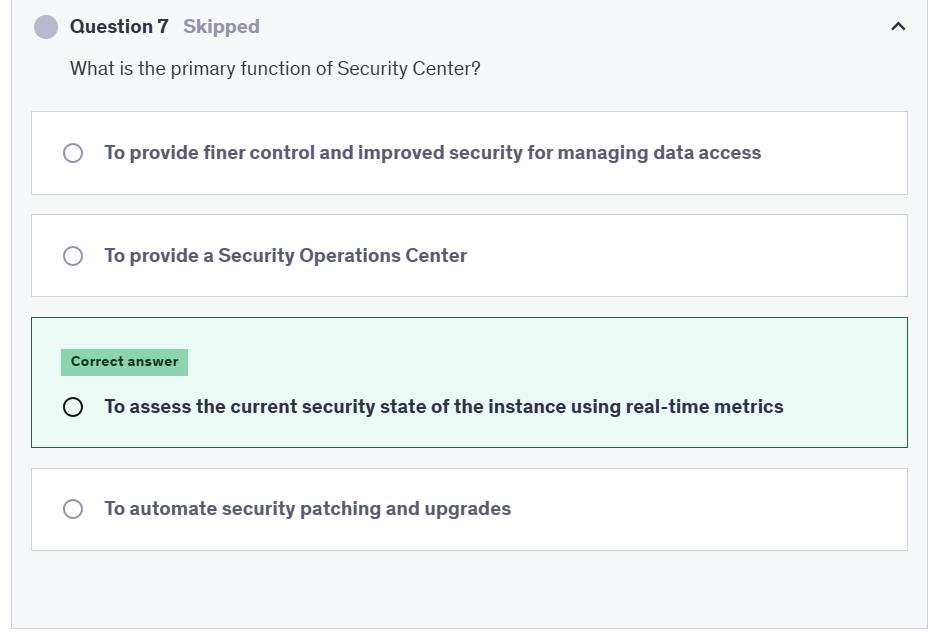 Question 7 Skipped
What is the primary function of Security Center?
To provide finer control and improved security for managing data access
To provide a Security Operations Center
Correct answer
To assess the current security state of the instance using real-time metrics
To automate security patching and upgrades